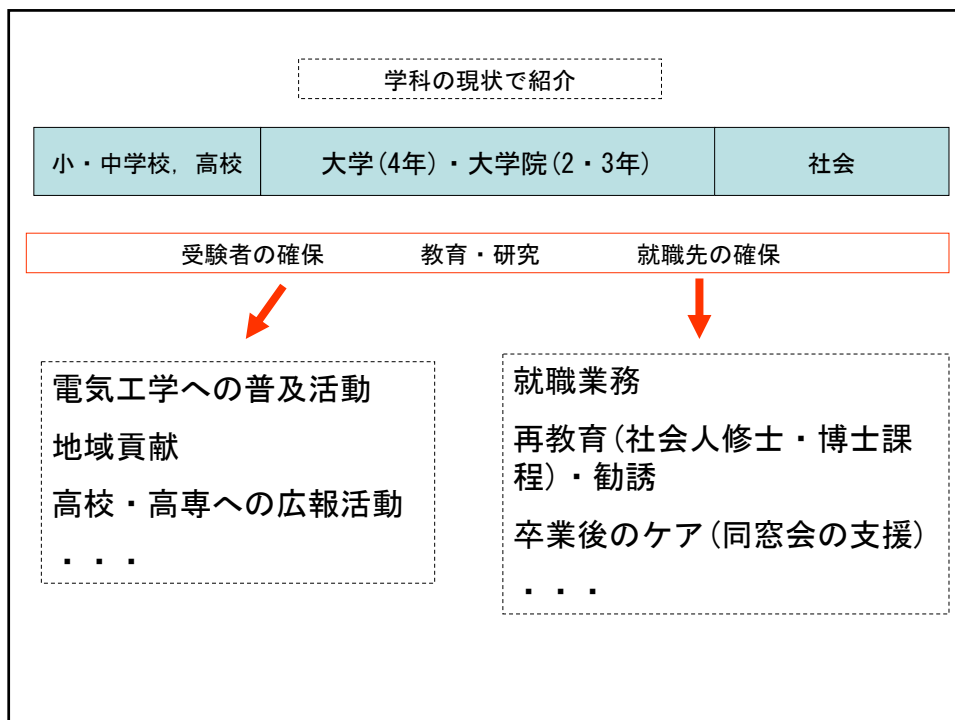 学科の現状で紹介
小・中学校, 高校
大学(4年)・大学院(2・3年)
社会
受験者の確保 教育・研究 就職先の確保
電気工学への普及活動
地域貢献
高校・高専への広報活動
・・・
就職業務
再教育(社会人修士・博士課
程)・勧誘
卒業後のケア(同窓会の支援)
・・・